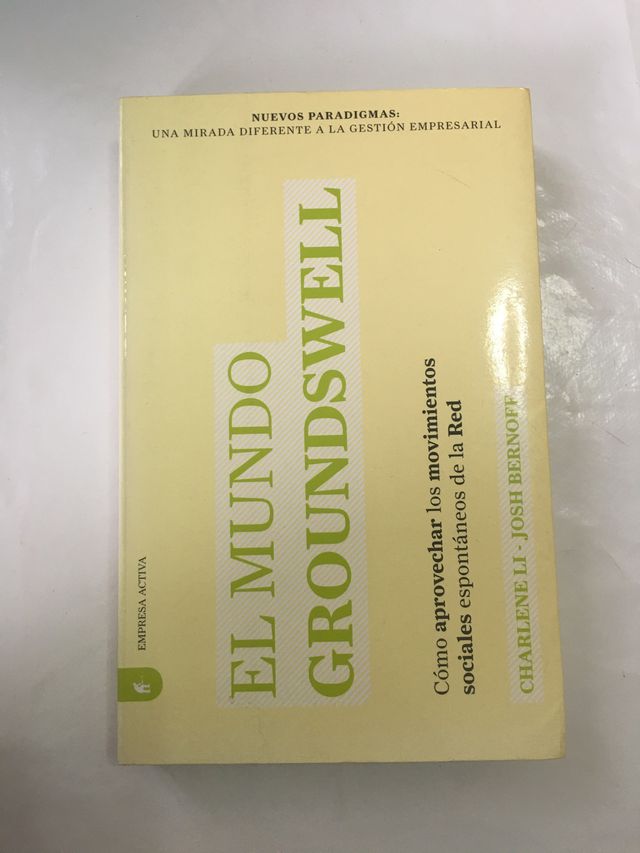 NUEVOS PARADIGMAS:
UNA MIRADA DIFERENTE A LA GESTIÓN EMPRESARIAL
EMPRESA ACTIVA
EL MUNDO
GROUNDSWELL
Cómo aprovechar los movimientos
sociales espontáneos de la Red
CHARLENE LI - JOSH BERNOFF